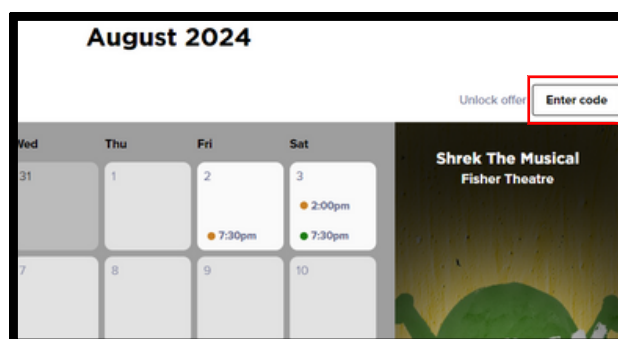 August 2024
Unlock offer Enter code
Wed Thu Fri Sat
31 1 2 3
2:00pm
7:30pm 7:30pm
7 8 9 10
Shrek The Musical
Fisher Theatre